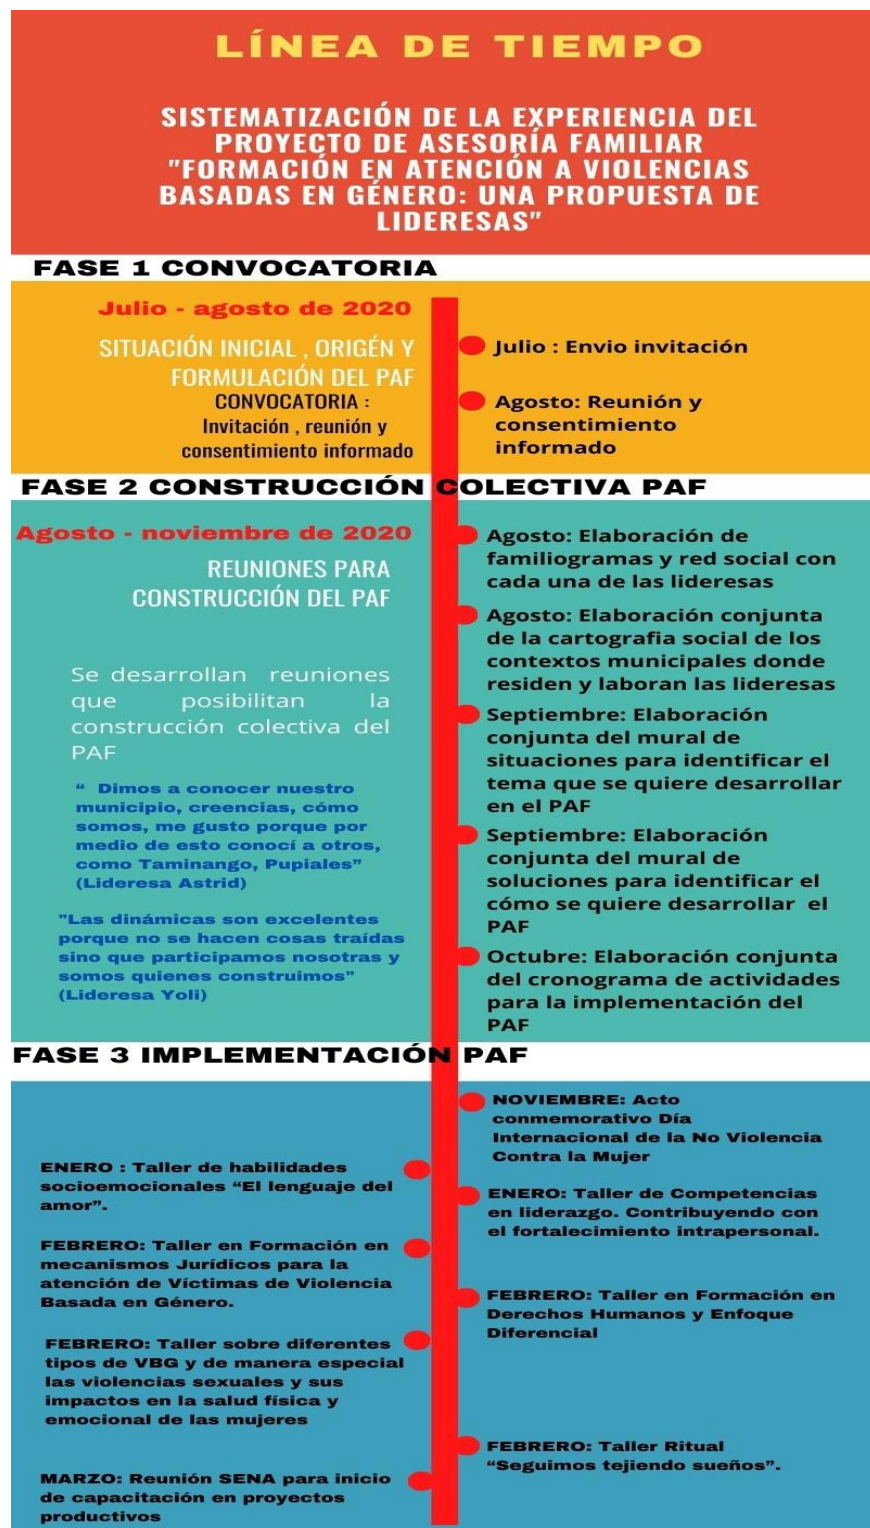 LÍNEA DE TIEMPO
SISTEMATIZACIÓN DE LA EXPERIENCIA DEL
PROYECTO DE ASESORÍA FAMILIAR
"FORMACIÓN EN ATENCIÓN A VIOLENCIAS
BASADAS EN GÉNERO: UNA PROPUESTA DE
LIDERESAS"
FASE 1 CONVOCATORIA
Julio - agosto de 2020
SITUACIÓN INICIAL , ORIGÉN Y
FORMULACIÓN DEL PAF
CONVOCATORIA :
Invitación , reunión y
consentimiento informado
Julio : Envio invitación
Agosto: Reunión y
consentimiento
informado
FASE 2 CONSTRUCCIÓN COLECTIVA PAF
Agosto - noviembre de 2020
REUNIONES PARA
CONSTRUCCIÓN DEL PAF
Se desarrollan reuniones
que posibilitan la
construcción colectiva del
PAF
“ Dimos a conocer nuestro
municipio, creencias, cómo
somos, me gusto porque por
medio de esto conocí a otros,
como Taminango, Pupiales”
(Lideresa Astrid)
"Las dinámicas son excelentes
porque no se hacen cosas traídas
sino que participamos nosotras y
somos quienes construimos"
(Lideresa Yoli)
Agosto: Elaboración de
familiogramas y red social con
cada una de las lideresas
Agosto: Elaboración conjunta
de la cartografia social de los
contextos municipales donde
residen y laboran las lideresas
Septiembre: Elaboración
conjunta del mural de
situaciones para identificar el
tema que se quiere desarrollar
en el PAF
Septiembre: Elaboración
conjunta del mural de
soluciones para identificar el
cómo se quiere desarrollar el
PAF
Octubre: Elaboración conjunta
del cronograma de actividades
para la implementación del
PAF
FASE 3 IMPLEMENTACIÓN PAF
NOVIEMBRE: Acto
conmemorativo Día
Internacional de la No Violencia
Contra la Mujer
ENERO : Taller de habilidades
socioemocionales “El lenguaje del
amor”.
ENERO: Taller de Competencias
en liderazgo. Contribuyendo con
el fortalecimiento intrapersonal.
FEBRERO: Taller en Formación en
mecanismos Jurídicos para la
atención de Víctimas de Violencia
Basada en Género.
FEBRERO: Taller en Formación en
Derechos Humanos y Enfoque
Diferencial
FEBRERO: Taller sobre diferentes
tipos de VBG y de manera especial
las violencias sexuales y sus
impactos en la salud física y
emocional de las mujeres
FEBRERO: Taller Ritual
“Seguimos tejiendo sueños”.
MARZO: Reunión SENA para inicio
de capacitación en proyectos
productivos